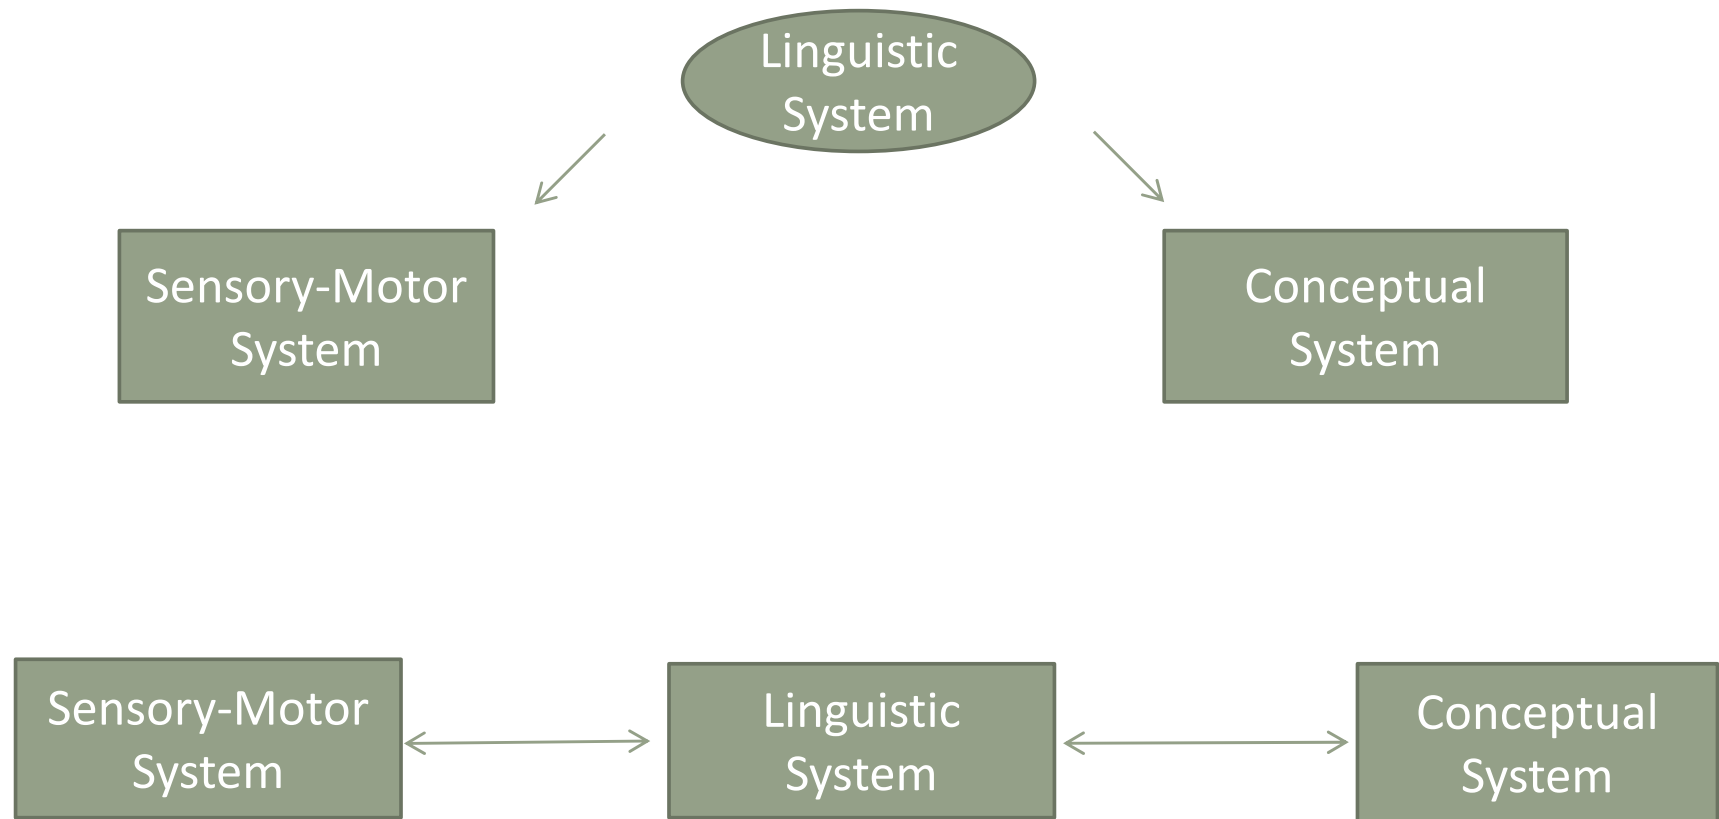 Linguistic
System
Sensory-Motor
System
Conceptual
System
Sensory-Motor
System
Linguistic
System
Conceptual
System